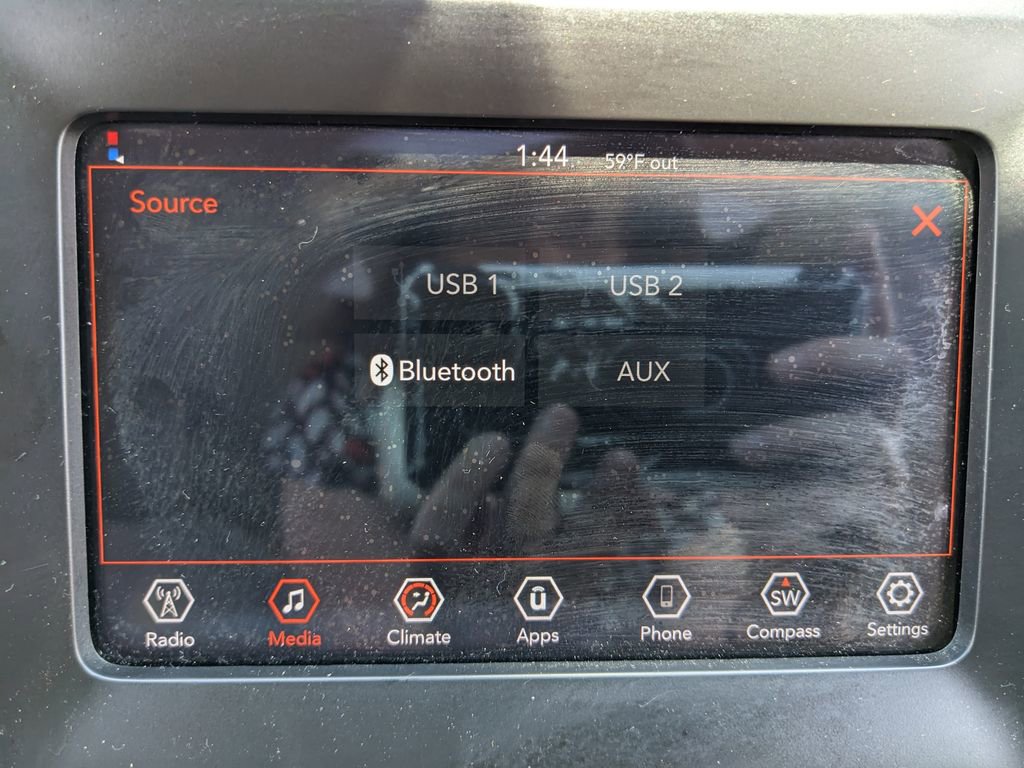 1:44 59°F out
Source
USB 1 USB 2
Bluetooth AUX
SW
Radio Media Climate Apps Phone Compass Settings